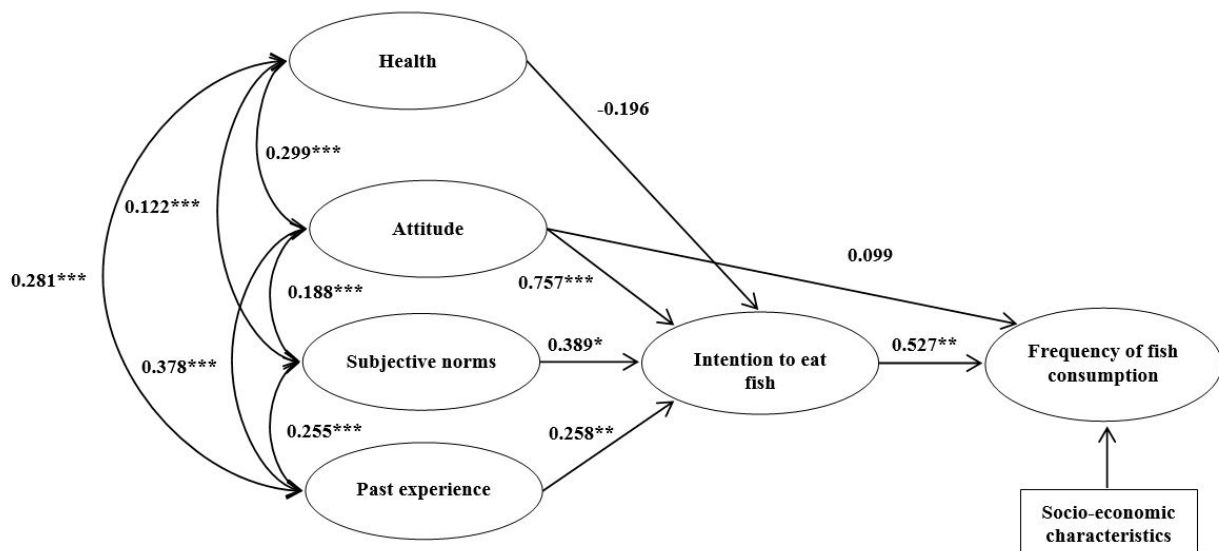 Health
-0.196
0.299***
0.122***
Attitude
0.099
0.281***
0.188***
0.757***
0.378***
Subjective norms
0.389*
Intention to eat
fish
0.527**
Frequency of fish
consumption
0.255***
0.258**
Past experience
Socio-economic
characteristics